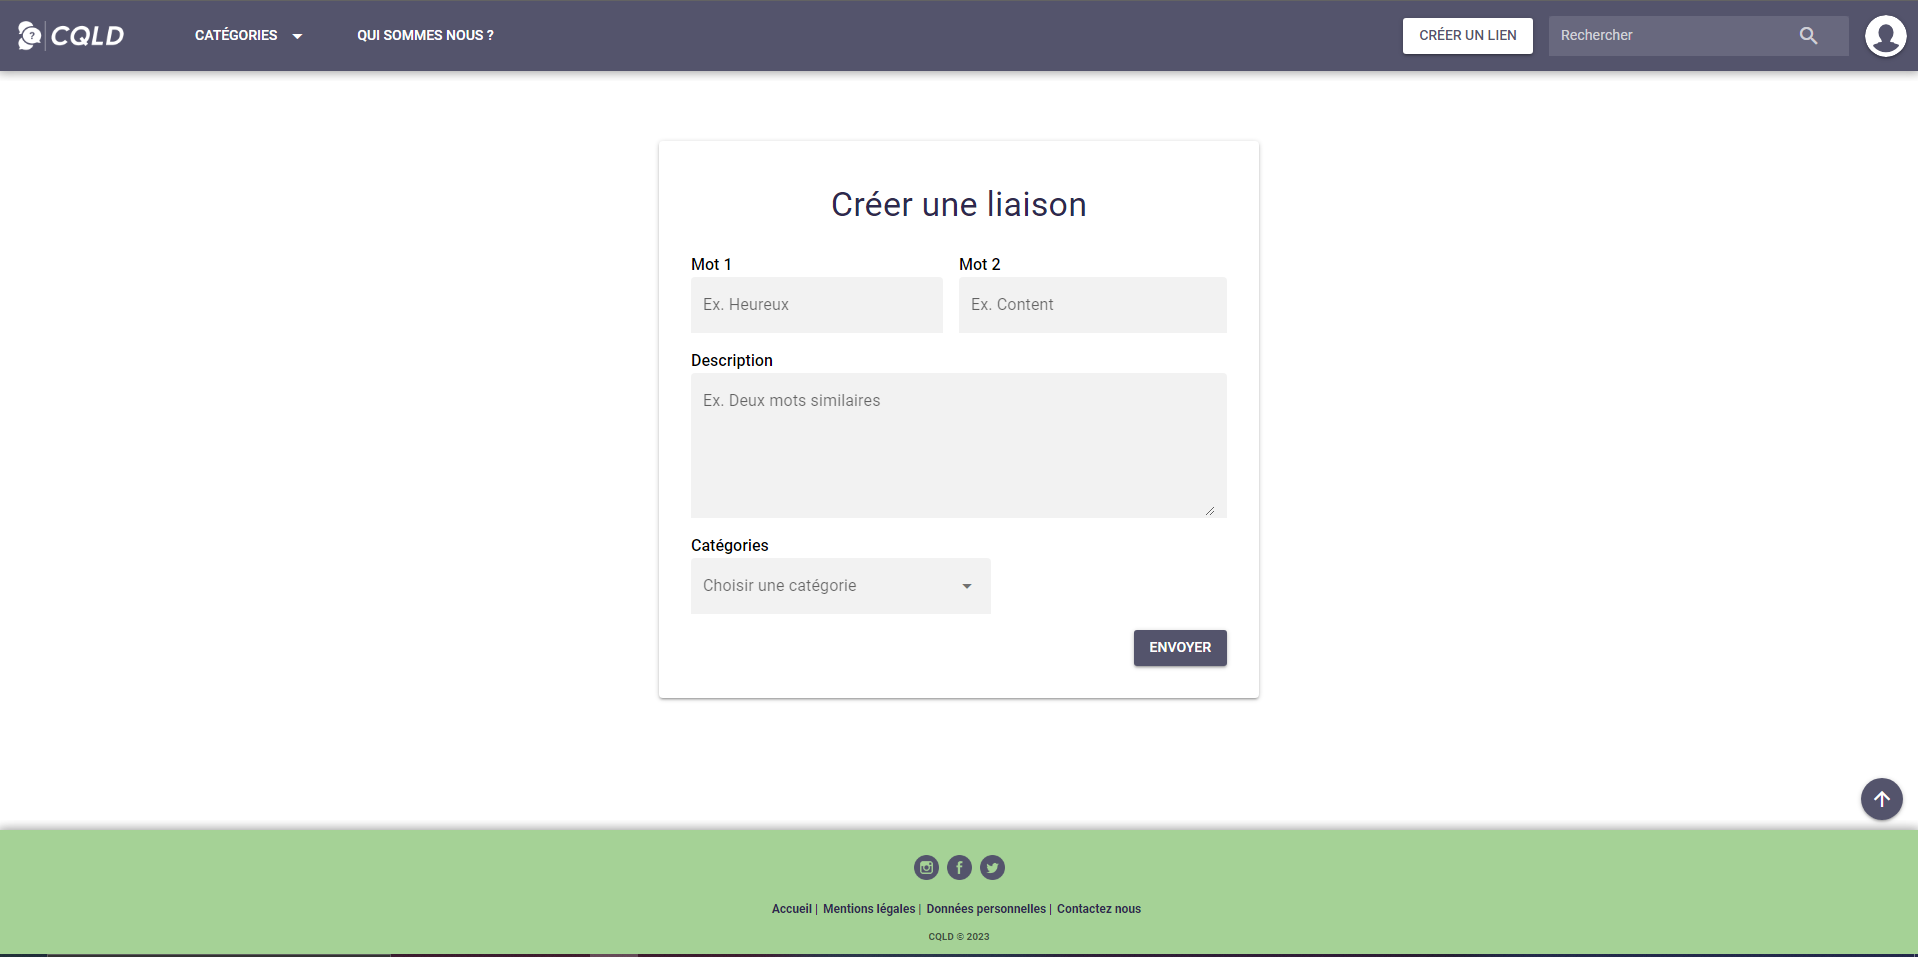 ? CQLD CATÉGORIES QUI SOMMES NOUS ? CRÉER UN LIEN Rechercher
Créer une liaison
Mot 1 Mot 2
Ex. Heureux Ex. Content
Description
Ex. Deux mots similaires
Catégories
Choisir une catégorie
ENVOYER
Accueil | Mentions légales | Données personnelles | Contactez nous
CQLD © 2023